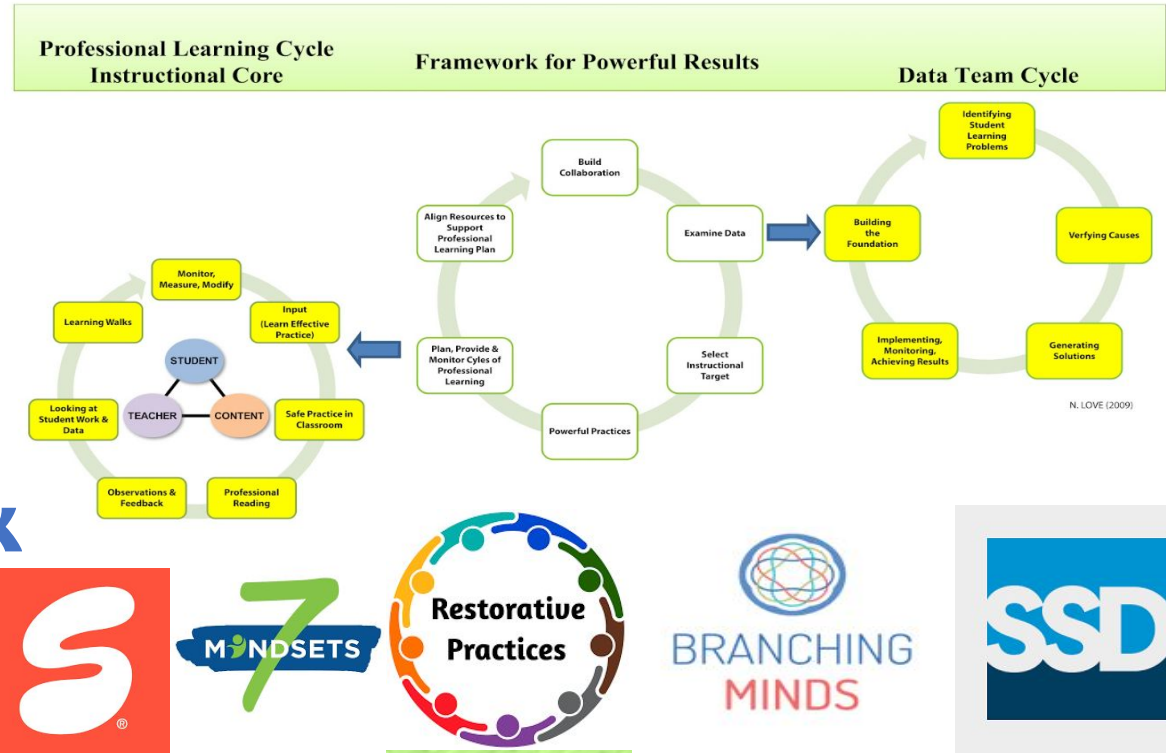 Professional Learning Cycle
Instructional Core
Framework for Powerful Results
Data Team Cycle
Monitor,
Measure, Modify
Input
(Learn Effective
Practice)
Safe Practice in
Classroom
Professional
Reading
Observations &
Feedback
Looking at
Student Work &
Data
Learning Walks
STUDENT
TEACHER
CONTENT
Build
Collaboration
Examine Data
Select
Instructional
Target
Powerful Practices
Plan, Provide &
Monitor Cyles of
Professional
Learning
Align Resources to
Support
Professional
Learning Plan
Identifying
Student
Learning
Problems
Verfying Causes
Generating
Solutions
Implementing,
Monitoring,
Achieving Results
Building
the
Foundation
N. LOVE (2009)
S
®
7
MINDSETS
Restorative
Practices
BRANCHING
MINDS
SSD